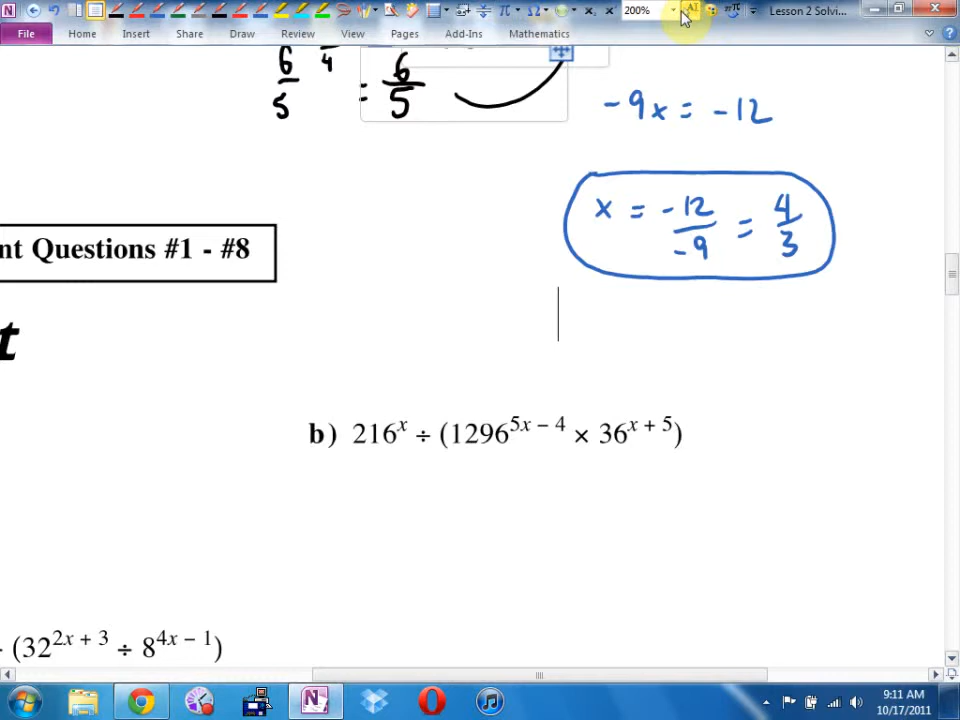 200%
Lesson 2 Solvi...
File Home Insert Share Draw Review View Pages Add-Ins Mathematics
6/5 = 6/5
4
-9x = -12
x = -12/-9 = 4/3
nt Questions #1 - #8
t
b) 216^x ÷ (1296^{5x - 4} × 36^{x + 5})
(32^{2x + 3} ÷ 8^{4x - 1})
9:11 AM
10/17/2011